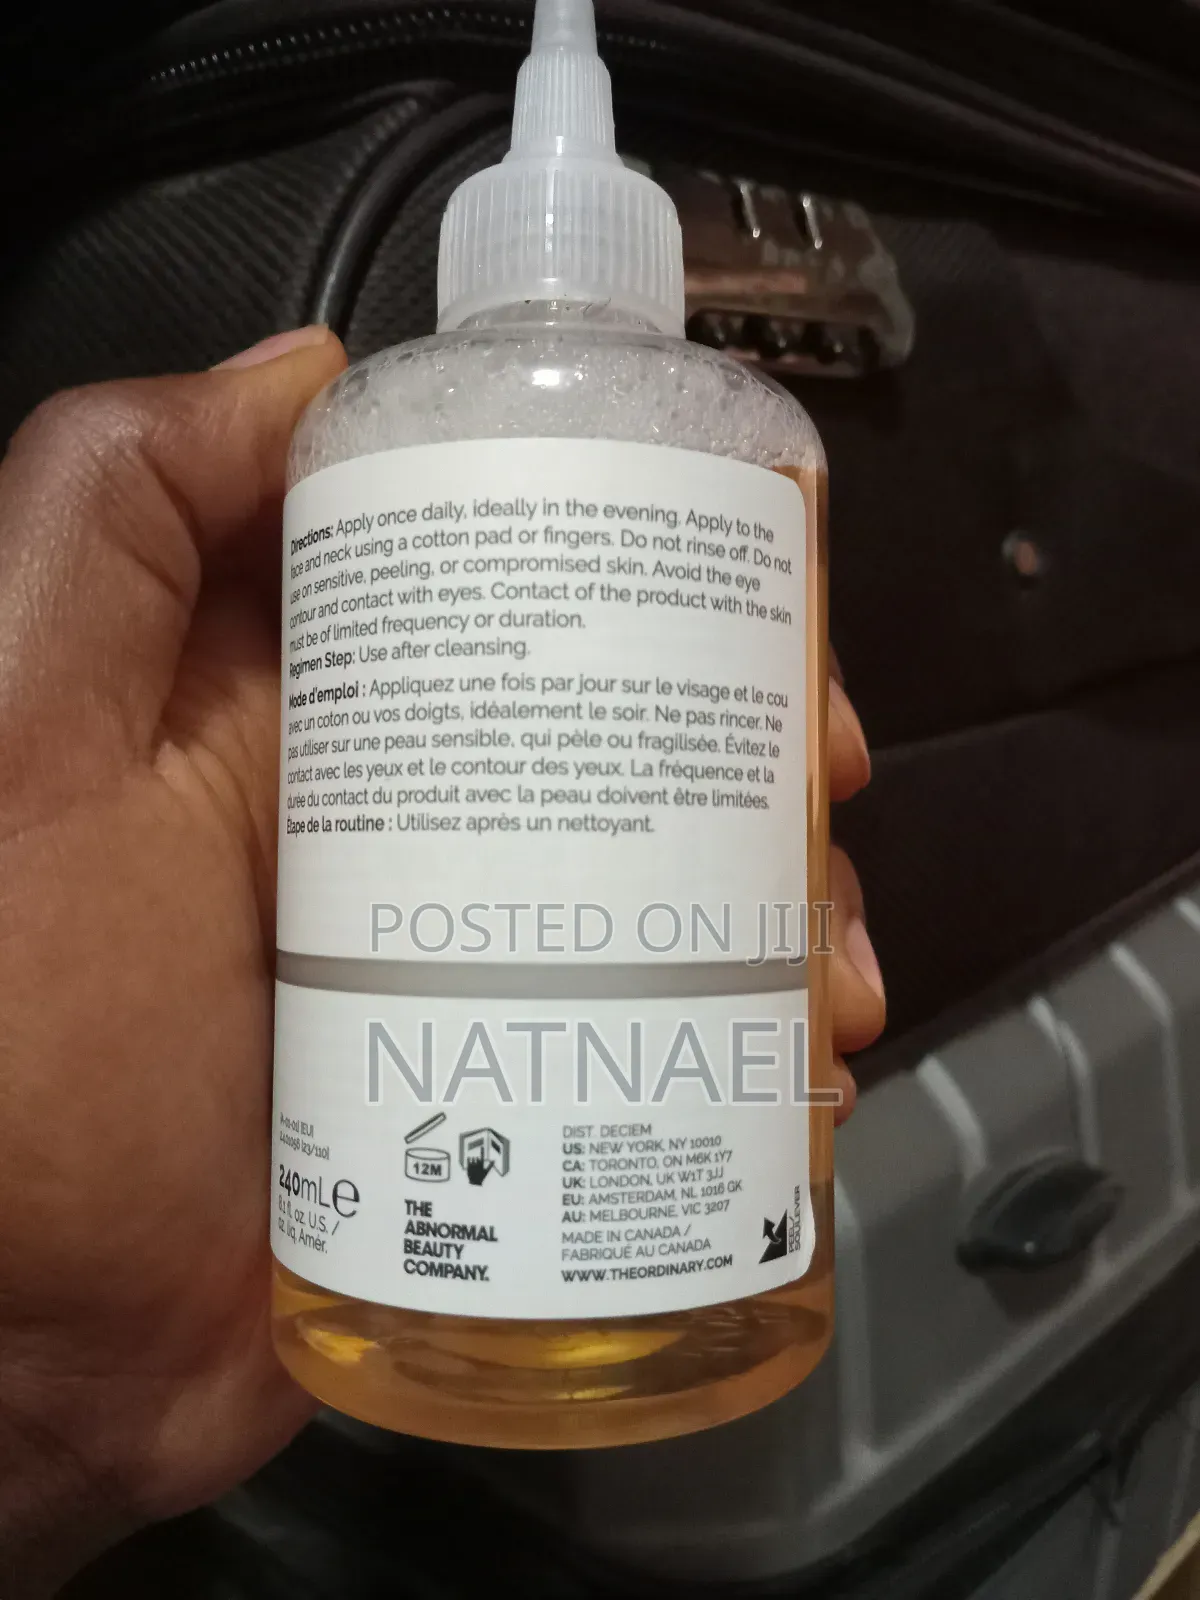 Directions: Apply once daily, ideally in the evening. Apply to the
face and neck using a cotton pad or fingers. Do not rinse off. Do not
use on sensitive, peeling, or compromised skin. Avoid the eye
contour and contact with eyes. Contact of the product with the skin
must be of limited frequency or duration.
Regimen Step: Use after cleansing.
Mode d'emploi : Appliquez une fois par jour sur le visage et le cou
avec un coton ou vos doigts, idéalement le soir. Ne pas rincer. Ne
pas utiliser sur une peau sensible, qui pèle ou fragilisée. Évitez le
contact avec les yeux et le contour des yeux. La fréquence et la
durée du contact du produit avec la peau doivent être limitées.
Étape de la routine : Utilisez après un nettoyant.
POSTED ON JIJI
NATNAEL
240mL e
8.1 fl. oz. U.S. /
oz. liq. Amér.
12M
THE
ABNORMAL
BEAUTY
COMPANY.
DIST. DECIEM
US: NEW YORK, NY 10010
CA: TORONTO, ON M6K 1Y7
UK: LONDON, UK W1T 3JJ
EU: AMSTERDAM, NL 1016 GK
AU: MELBOURNE, VIC 3207
MADE IN CANADA /
FABRIQUÉ AU CANADA
WWW.THEORDINARY.COM
PEEL/
SOULEVER